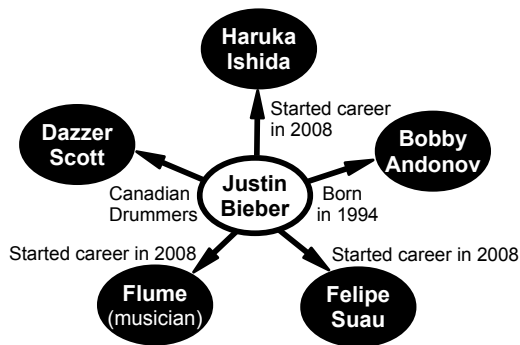 Haruka
Ishida
Started career
in 2008
Dazzer
Scott
Bobby
Andonov
Canadian
Drummers
Justin
Bieber
Born
in 1994
Started career in 2008
Started career in 2008
Flume
(musician)
Felipe
Suau